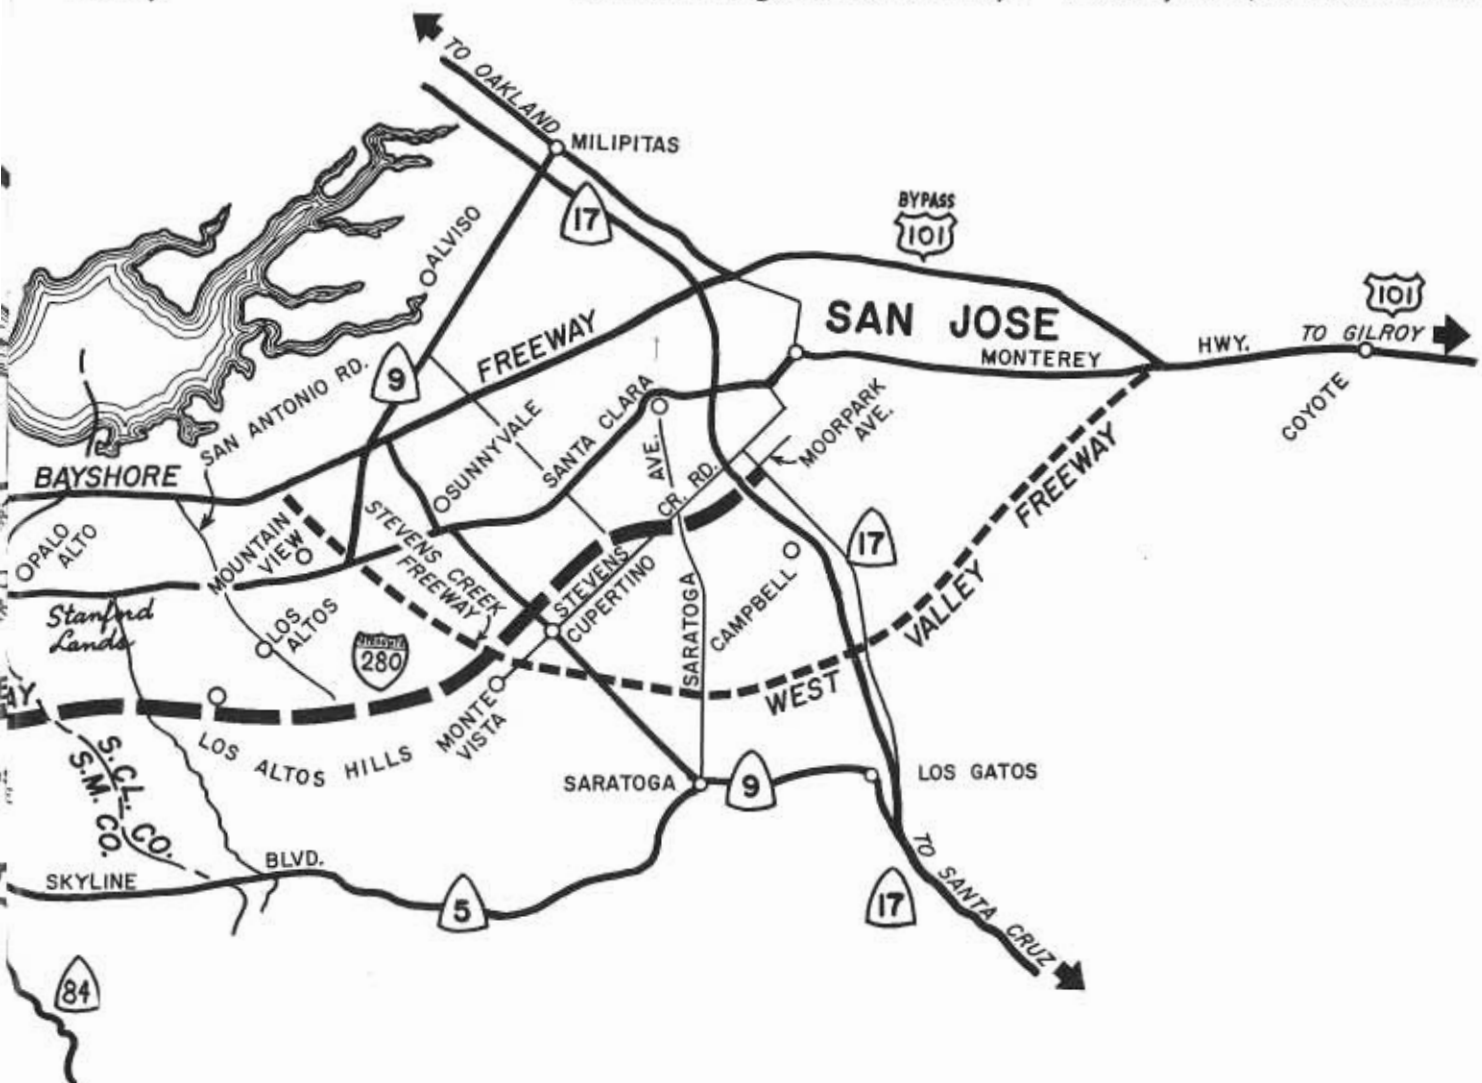 TO OAKLAND
MILIPITAS
17
BYPASS
101
ALVISO
SAN JOSE
101
TO GILROY
HWY.
MONTEREY
COYOTE
FREEWAY
9
SAN ANTONIO RD.
BAYSHORE
SUNNYVALE
SANTA CLARA
AVE.
MOORPARK
AVE.
CR. RD.
PALO
ALTO
MOUNTAIN
VIEW
STEVENS CREEK
FREEWAY
STEVENS
CUPERTINO
17
FREEWAY
VALLEY
WEST
CAMPBELL
SARATOGA
Stanford
Lands
LOS
ALTOS
INTERSTATE
280
AY
MONTE
VISTA
LOS ALTOS HILLS
S. CL. CO.
S.M. CO.
SARATOGA
9
LOS GATOS
SKYLINE
BLVD.
5
17
TO SANTA CRUZ
84